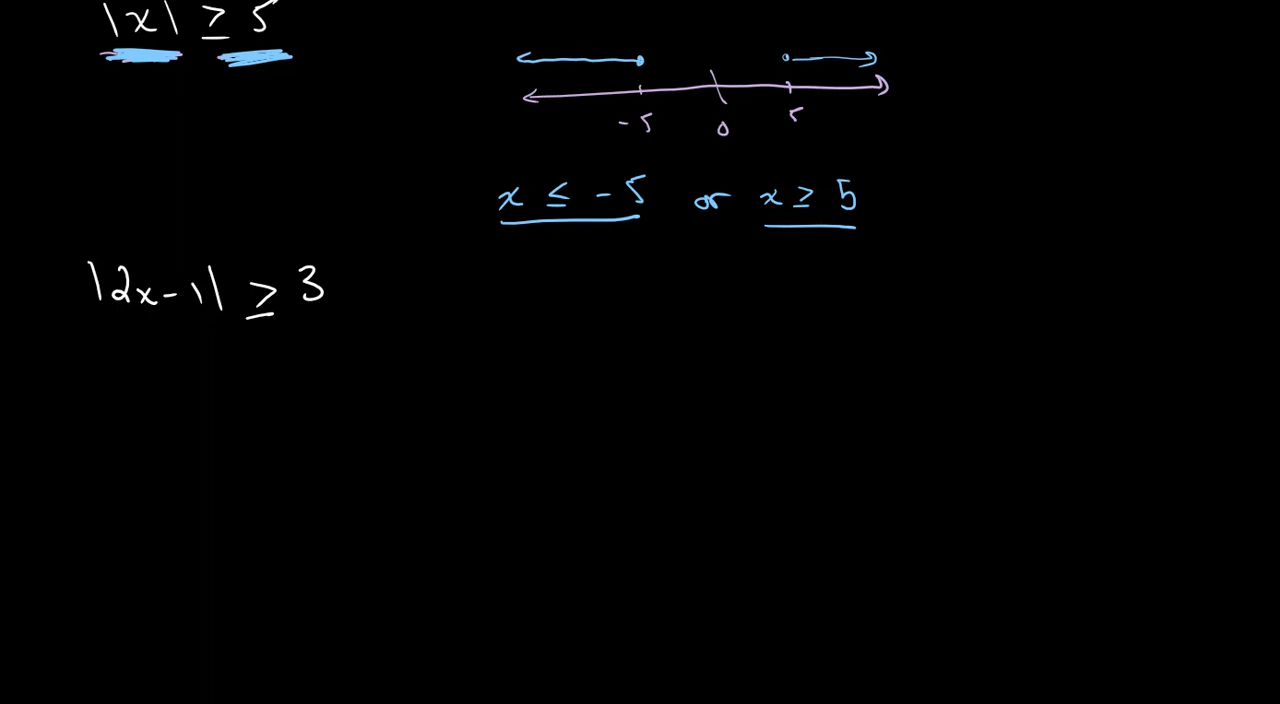 |x| ≥ 5
-5 0 5
x ≤ -5 or x ≥ 5
|2x-1| ≥ 3